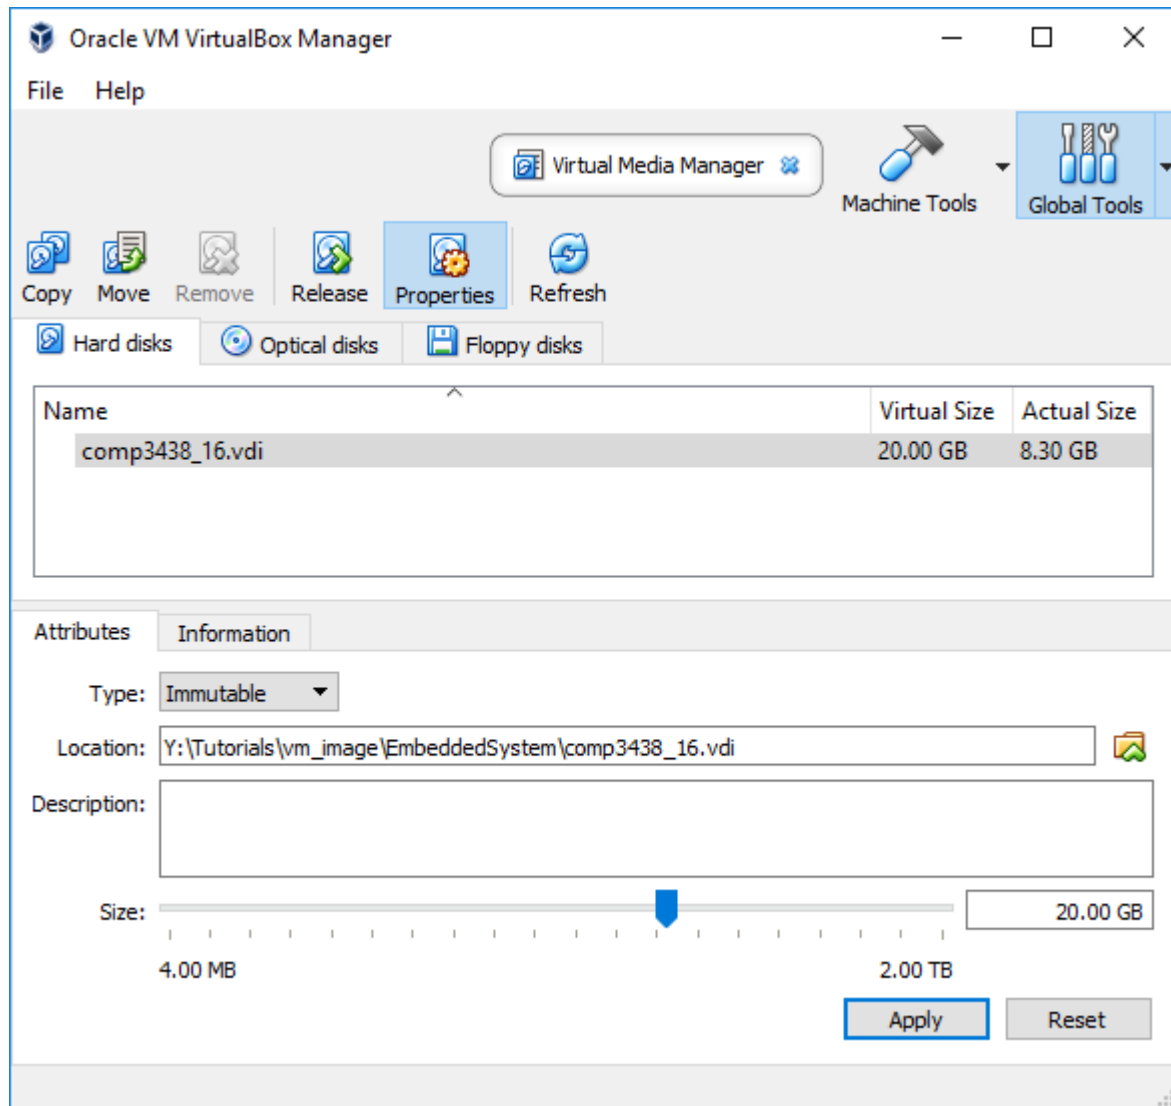 Oracle VM VirtualBox Manager
File Help
Virtual Media Manager
Machine Tools
Global Tools
Copy Move Remove Release Properties Refresh
Hard disks Optical disks Floppy disks
Name Virtual Size Actual Size
comp3438_16.vdi 20.00 GB 8.30 GB
Attributes Information
Type: Immutable
Location: Y:\Tutorials\vm_image\EmbeddedSystem\comp3438_16.vdi
Description:
Size: 20.00 GB
4.00 MB 2.00 TB
Apply Reset